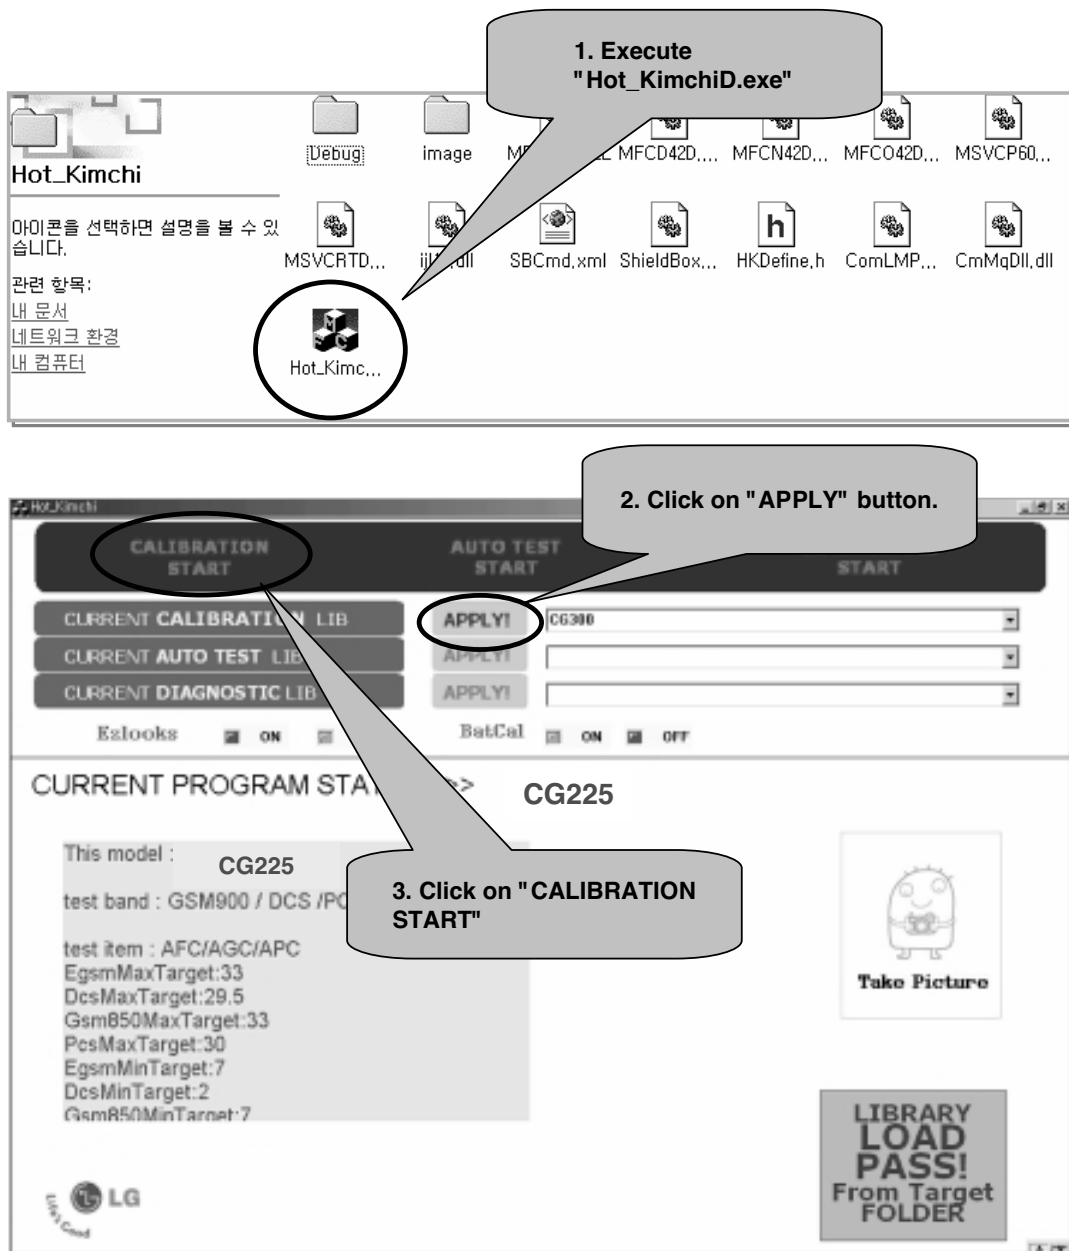 1. Execute
"Hot_KimchiD.exe"
Hot_Kimchi
아이콘을 선택하면 설명을 볼 수 있
습니다.
관련 항목:
내 문서
네트워크 환경
내 컴퓨터
Debug
image
MFCD42D,...
MFCN42D...
MFCO42D...
MSVCP60...
MSVCRTD...
SBCmd,xml
ShieldBox...
HKDefine,h
ComLMP...
CmMqDll,dll
Hot_Kimc...
2. Click on "APPLY" button.
Hot_Kimchi
CALIBRATION
START
AUTO TEST
START
START
CURRENT CALIBRATION LIB
APPLY!
CG300
CURRENT AUTO TEST LIB
APPLY!
CURRENT DIAGNOSTIC LIB
APPLY!
Ezlooks
ON
BatCal
ON
OFF
CURRENT PROGRAM STAT
>>
CG225
This model :
CG225
test band : GSM900 / DCS /PC
3. Click on "CALIBRATION
START"
test item : AFC/AGC/APC
EgsmMaxTarget:33
DcsMaxTarget:29.5
Gsm850MaxTarget:33
PcsMaxTarget:30
EgsmMinTarget:7
DcsMinTarget:2
Gsm850MinTarget:7
Take Picture
LIBRARY
LOAD
PASS!
From Target
FOLDER
LG
Life's Good